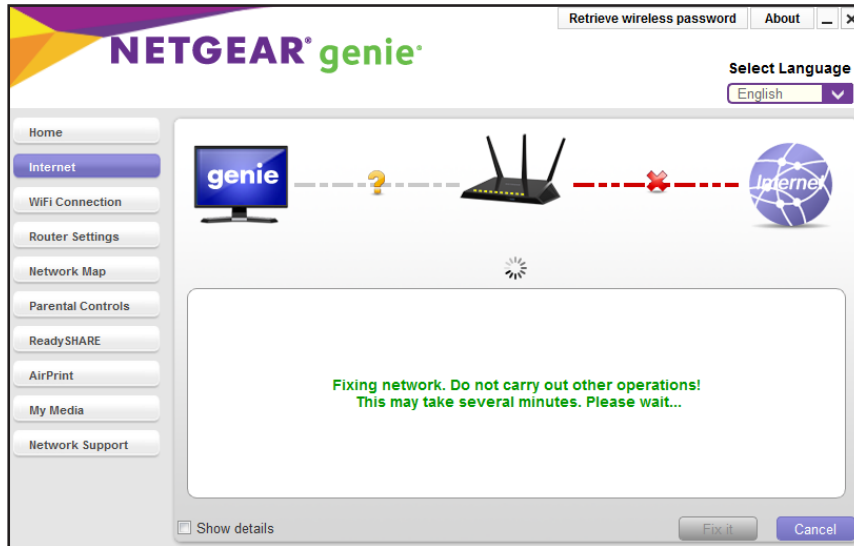 Retrieve wireless password About
NETGEAR® genie®
Select Language
English
Home
Internet
WiFi Connection
Router Settings
Network Map
Parental Controls
ReadySHARE
AirPrint
My Media
Network Support
genie
?
Internet
Fixing network. Do not carry out other operations!
This may take several minutes. Please wait...
Show details
Fix it Cancel